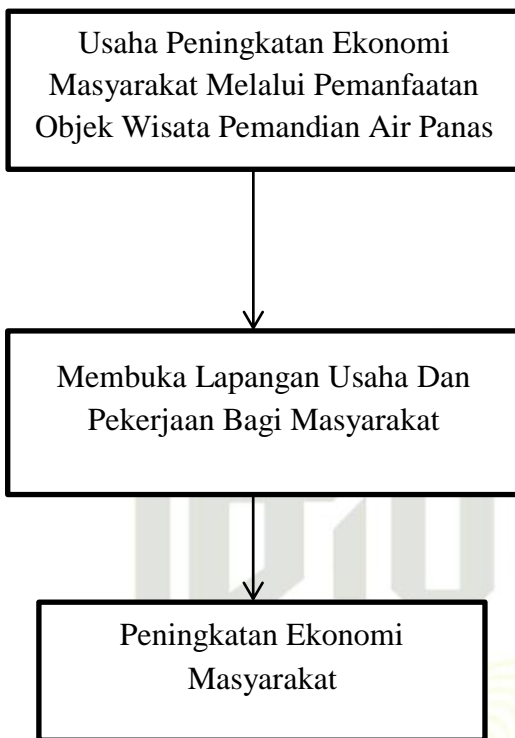 Usaha Peningkatan Ekonomi
Masyarakat Melalui Pemanfaatan
Objek Wisata Pemandian Air Panas
Membuka Lapangan Usaha Dan
Pekerjaan Bagi Masyarakat
Peningkatan Ekonomi
Masyarakat